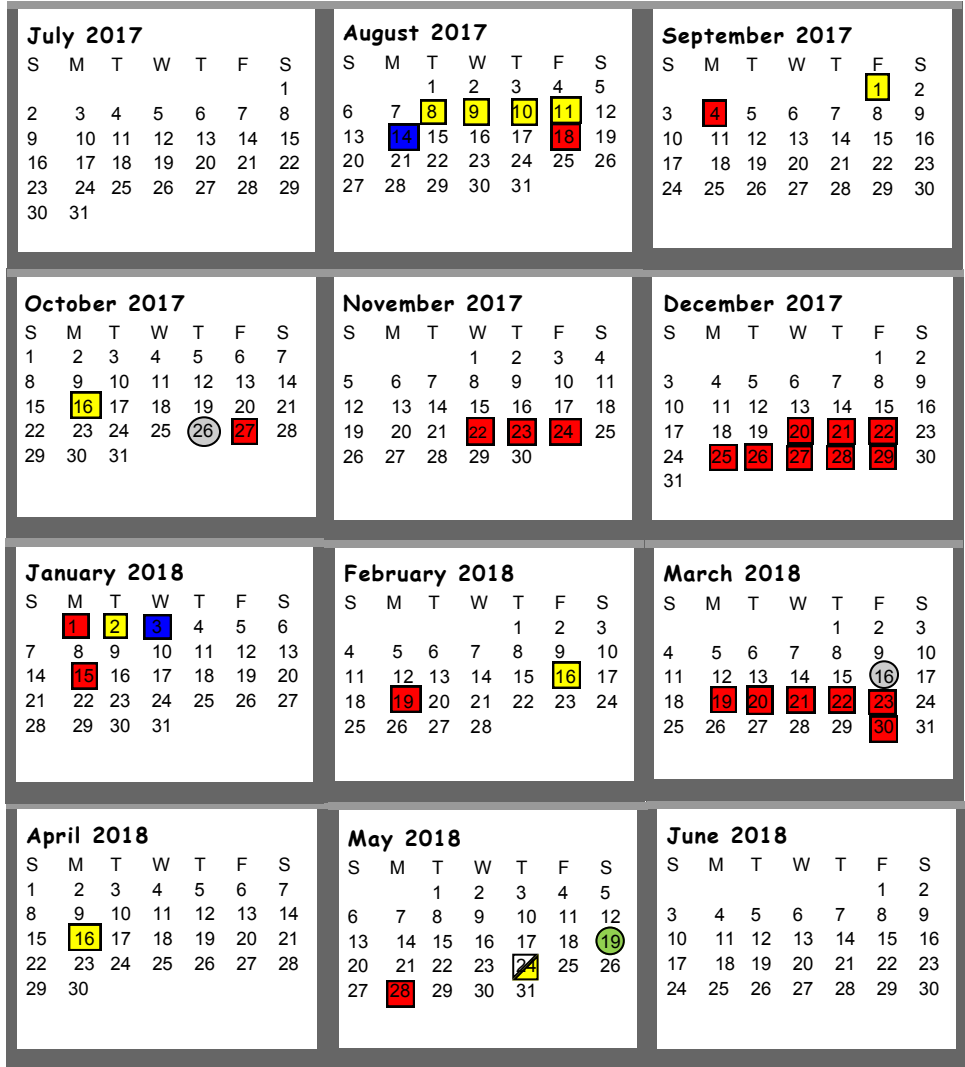 July 2017
S M T W T F S
1
2 3 4 5 6 7 8
9 10 11 12 13 14 15
16 17 18 19 20 21 22
23 24 25 26 27 28 29
30 31
August 2017
S M T W T F S
1 2 3 4 5
6 7 8 9 10 11 12
13 14 15 16 17 18 19
20 21 22 23 24 25 26
27 28 29 30 31
September 2017
S M T W T F S
1 2
3 4 5 6 7 8 9
10 11 12 13 14 15 16
17 18 19 20 21 22 23
24 25 26 27 28 29 30
October 2017
S M T W T F S
1 2 3 4 5 6 7
8 9 10 11 12 13 14
15 16 17 18 19 20 21
22 23 24 25 26 27 28
29 30 31
November 2017
S M T W T F S
1 2 3 4
5 6 7 8 9 10 11
12 13 14 15 16 17 18
19 20 21 22 23 24 25
26 27 28 29 30
December 2017
S M T W T F S
1 2
3 4 5 6 7 8 9
10 11 12 13 14 15 16
17 18 19 20 21 22 23
24 25 26 27 28 29 30
31
January 2018
S M T W T F S
1 2 3 4 5 6
7 8 9 10 11 12 13
14 15 16 17 18 19 20
21 22 23 24 25 26 27
28 29 30 31
February 2018
S M T W T F S
1 2 3
4 5 6 7 8 9 10
11 12 13 14 15 16 17
18 19 20 21 22 23 24
25 26 27 28
March 2018
S M T W T F S
1 2 3
4 5 6 7 8 9 10
11 12 13 14 15 16 17
18 19 20 21 22 23 24
25 26 27 28 29 30 31
April 2018
S M T W T F S
1 2 3 4 5 6 7
8 9 10 11 12 13 14
15 16 17 18 19 20 21
22 23 24 25 26 27 28
29 30
May 2018
S M T W T F S
1 2 3 4 5
6 7 8 9 10 11 12
13 14 15 16 17 18 19
20 21 22 23 24 25 26
27 28 29 30 31
June 2018
S M T W T F S
1 2
3 4 5 6 7 8 9
10 11 12 13 14 15 16
17 18 19 20 21 22 23
24 25 26 27 28 29 30